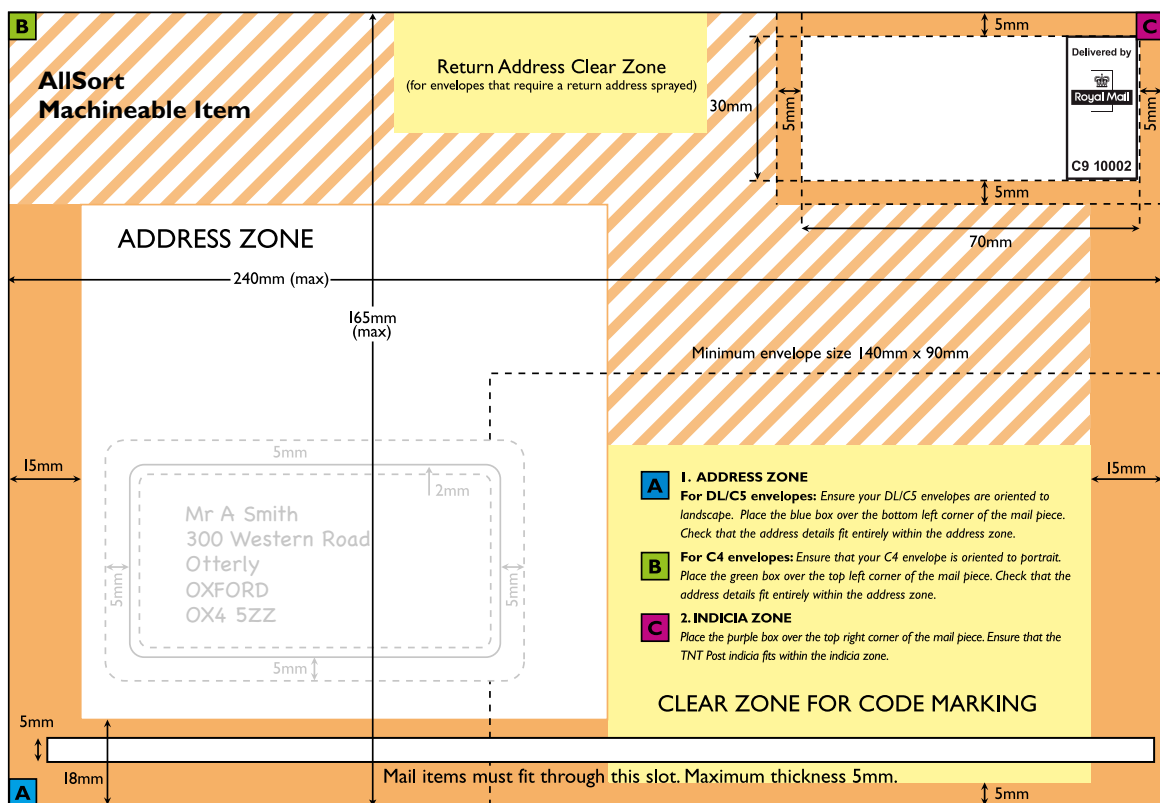 B
C
AllSort
Machineable Item
Return Address Clear Zone
(for envelopes that require a return address sprayed)
5mm
30mm
5mm
5mm
Delivered by
Royal Mail
C9 10002
5mm
70mm
ADDRESS ZONE
240mm (max)
165mm
(max)
Minimum envelope size 140mm x 90mm
15mm
15mm
5mm
2mm
Mr A Smith
300 Western Road
Otterly
OXFORD
OX4 5ZZ
5mm
5mm
5mm
A
1. ADDRESS ZONE
For DL/C5 envelopes: Ensure your DL/C5 envelopes are oriented to
landscape. Place the blue box over the bottom left corner of the mail piece.
Check that the address details fit entirely within the address zone.
B
For C4 envelopes: Ensure that your C4 envelope is oriented to portrait.
Place the green box over the top left corner of the mail piece. Check that the
address details fit entirely within the address zone.
C
2. INDICIA ZONE
Place the purple box over the top right corner of the mail piece. Ensure that the
TNT Post indicia fits within the indicia zone.
CLEAR ZONE FOR CODE MARKING
5mm
18mm
Mail items must fit through this slot. Maximum thickness 5mm.
A
5mm